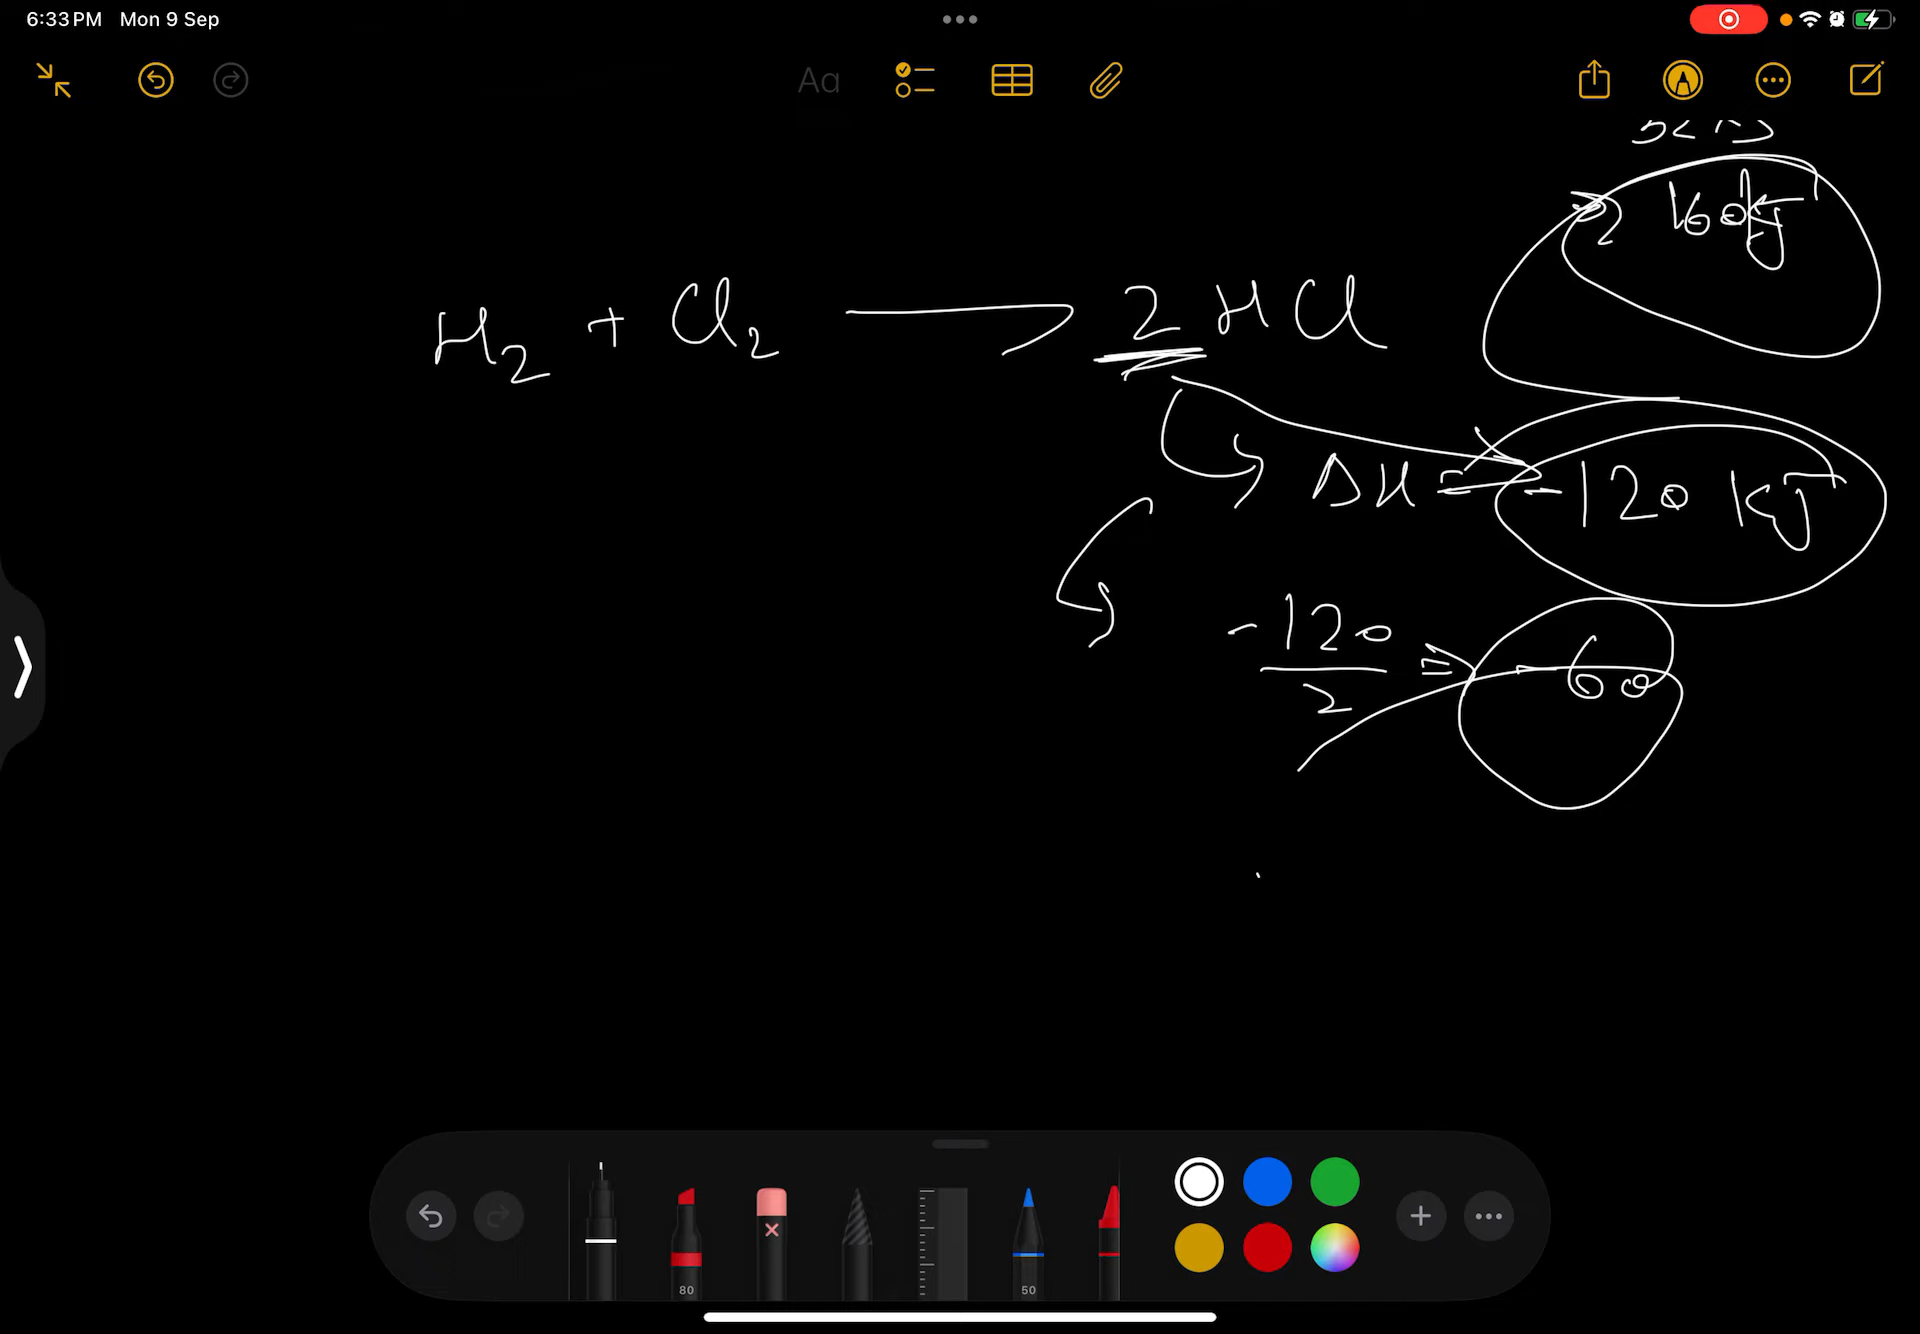 6:33 PM Mon 9 Sep
Aa
160kJ
H₂ + Cl₂ → 2 HCl
ΔH = -120 kJ
-120/2 = -60
80
50